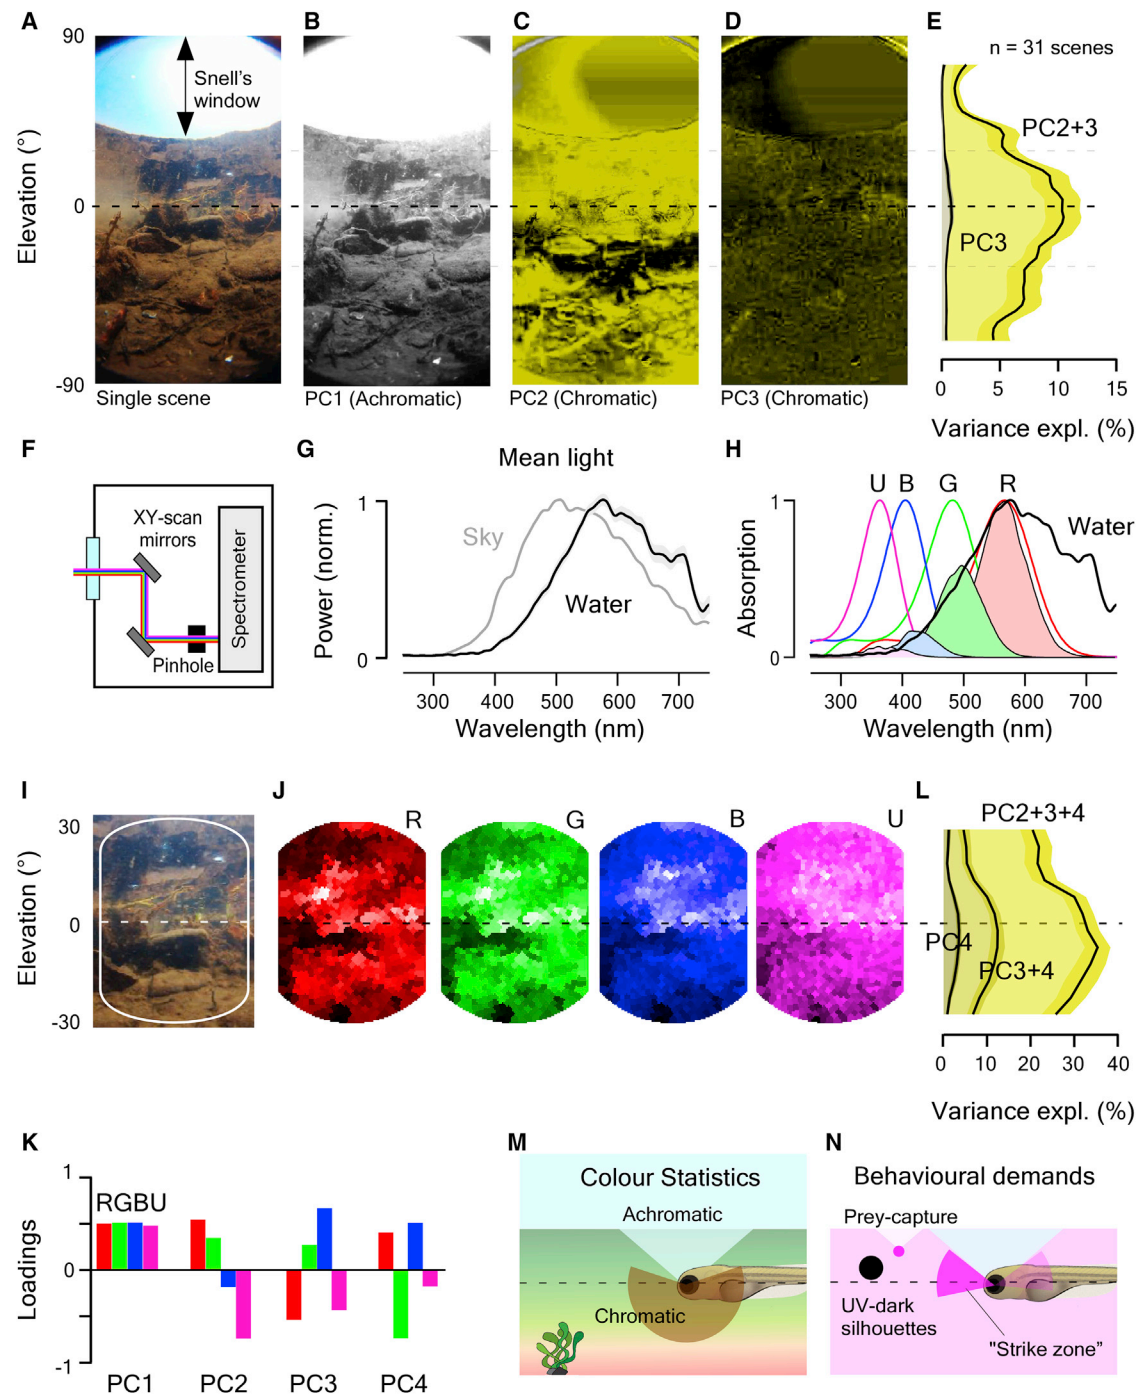 A
B
C
D
E
90
0
-90
Elevation (°)
Snell's
window
n = 31 scenes
PC2+3
PC3
0
5
10
15
Variance expl. (%)
Single scene
PC1 (Achromatic)
PC2 (Chromatic)
PC3 (Chromatic)
F
XY-scan
mirrors
Pinhole
Spectrometer
G
Mean light
Power (norm.)
1
0
Sky
Water
300
400
500
600
700
Wavelength (nm)
H
U
B
G
R
Water
Absorption
1
0
300
400
500
600
700
Wavelength (nm)
I
30
0
-30
Elevation (°)
J
R
G
B
U
L
PC2+3+4
PC4
PC3+4
0
10
20
30
40
Variance expl. (%)
K
Loadings
1
0
-1
RGBU
PC1
PC2
PC3
PC4
M
Colour Statistics
Achromatic
Chromatic
N
Behavioural demands
Prey-capture
UV-dark
silhouettes
"Strike zone”